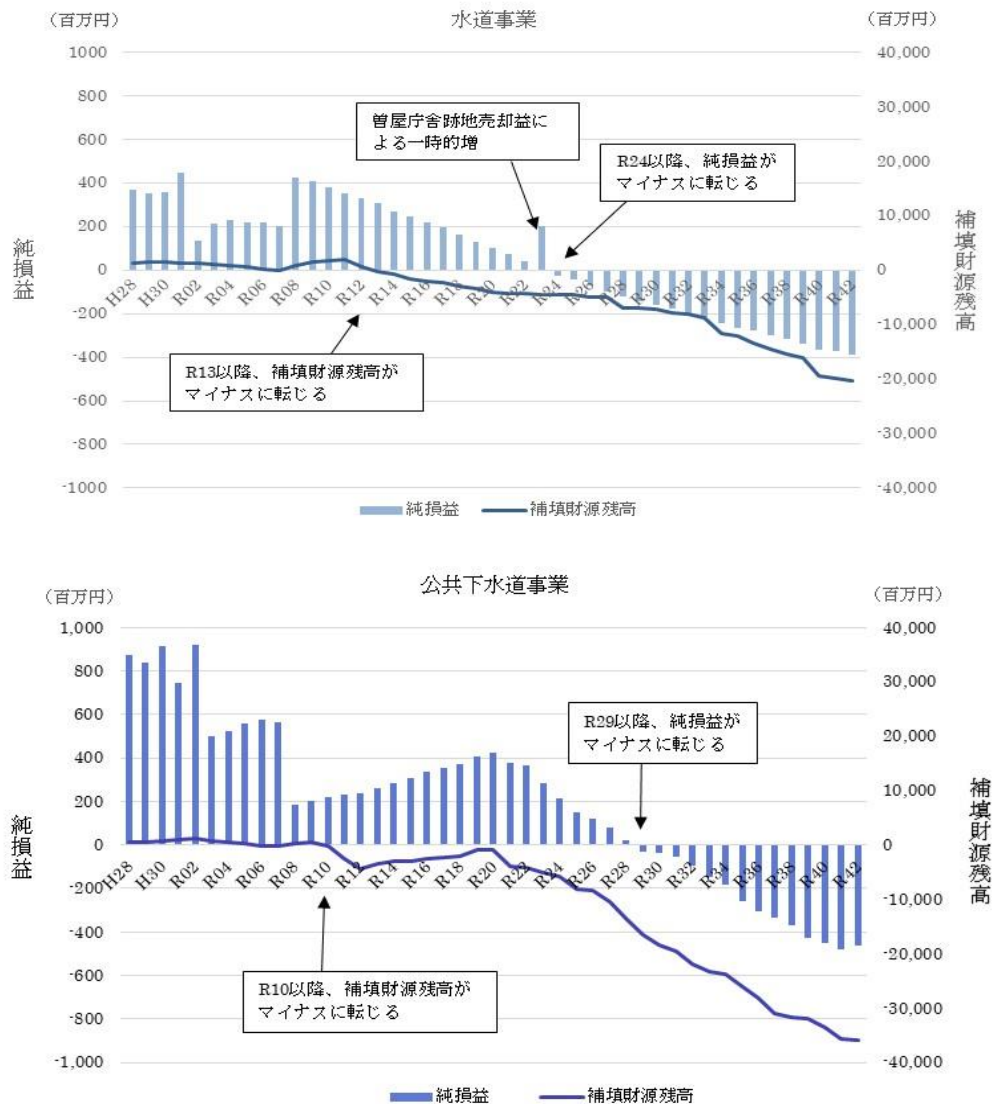 水道事業
（百万円）
（百万円）
1000
800
600
400
200
0
-200
-400
-600
-800
-1000
40,000
30,000
20,000
10,000
0
-10,000
-20,000
-30,000
-40,000
純損益
補填財源残高
曽屋庁舎跡地売却益に
よる一時的増
R24以降、純損益が
マイナスに転じる
R13以降、補填財源残高が
マイナスに転じる
H28 H30 R02 R04 R06 R08 R10 R12 R14 R16 R18 R20 R22 R24 R26 R28 R30 R32 R34 R36 R38 R40 R42
純損益 補填財源残高
公共下水道事業
（百万円）
（百万円）
1,000
800
600
400
200
0
-200
-400
-600
-800
-1,000
40,000
30,000
20,000
10,000
0
-10,000
-20,000
-30,000
-40,000
純損益
補填財源残高
R29以降、純損益が
マイナスに転じる
R10以降、補填財源残高が
マイナスに転じる
H28 H30 R02 R04 R06 R08 R10 R12 R14 R16 R18 R20 R22 R24 R26 R28 R30 R32 R34 R36 R38 R40 R42
純損益 補填財源残高